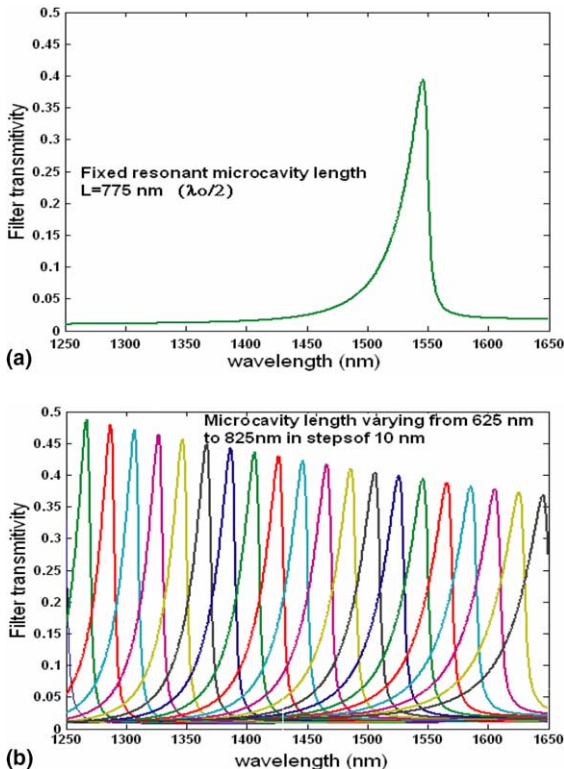 0.5
0.45
0.4
0.35
0.3
0.25
0.2
0.15
0.1
0.05
0
Filter transmitivity
Fixed resonant microcavity length
L=775 nm (λo/2)
1250 1300 1350 1400 1450 1500 1550 1600 1650
wavelength (nm)
(a)
0.5
0.45
0.4
0.35
0.3
0.25
0.2
0.15
0.1
0.05
0
Filter transmitivity
Microcavity length varying from 625 nm
to 825nm in stepsof 10 nm
1250 1300 1350 1400 1450 1500 1550 1600 1650
wavelength (nm)
(b)